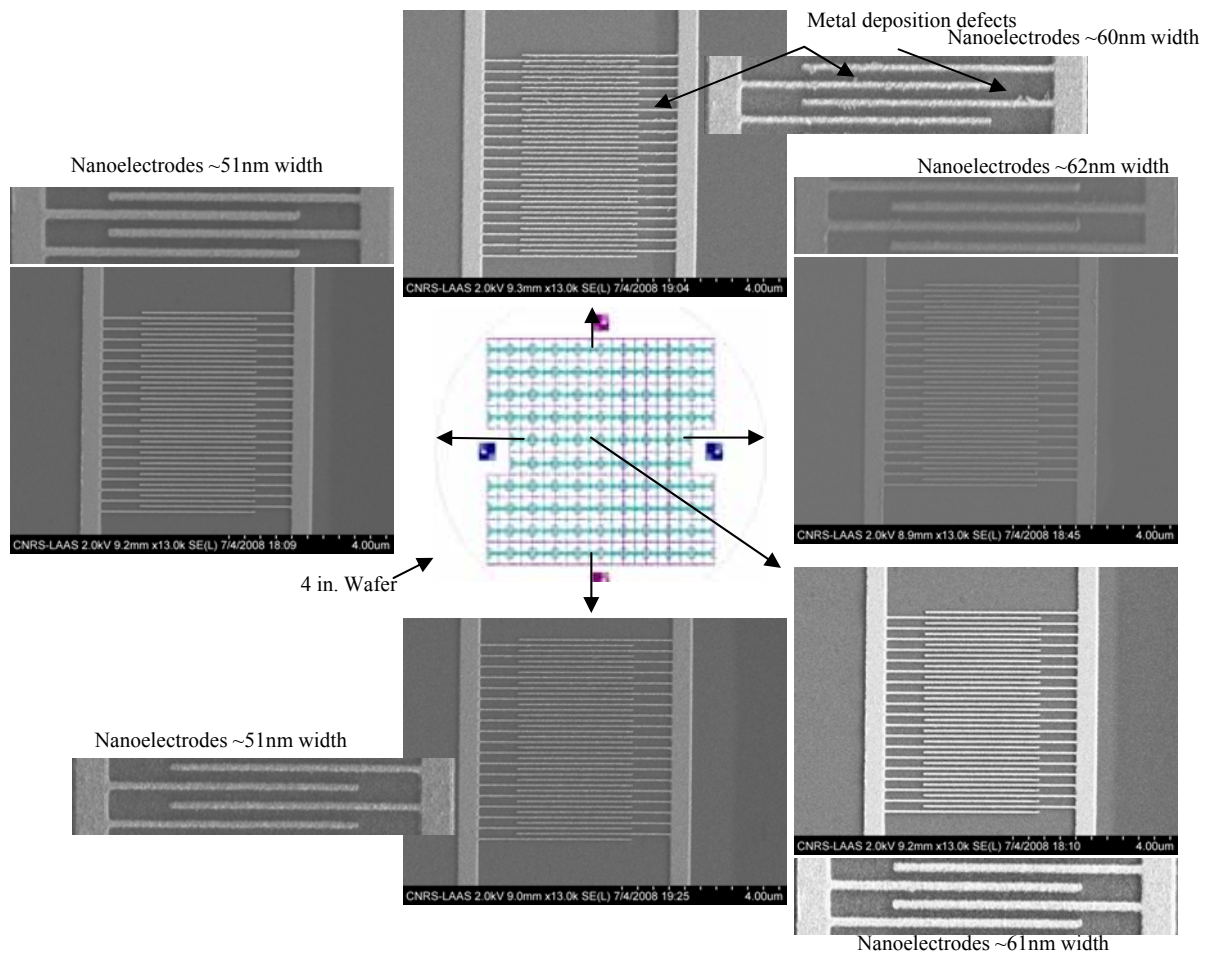 Metal deposition defects
Nanoelectrodes ~60nm width
Nanoelectrodes ~51nm width
Nanoelectrodes ~62nm width
CNRS-LAAS 2.0kV 9.3mm x13.0k SE(L) 7/4/2008 19:04 4.00um
CNRS-LAAS 2.0kV 9.2mm x13.0k SE(L) 7/4/2008 18:09 4.00um
CNRS-LAAS 2.0kV 8.9mm x13.0k SE(L) 7/4/2008 18:45 4.00um
4 in. Wafer
Nanoelectrodes ~51nm width
CNRS-LAAS 2.0kV 9.0mm x13.0k SE(L) 7/4/2008 19:25 4.00um
CNRS-LAAS 2.0kV 9.2mm x13.0k SE(L) 7/4/2008 18:10 4.00um
Nanoelectrodes ~61nm width